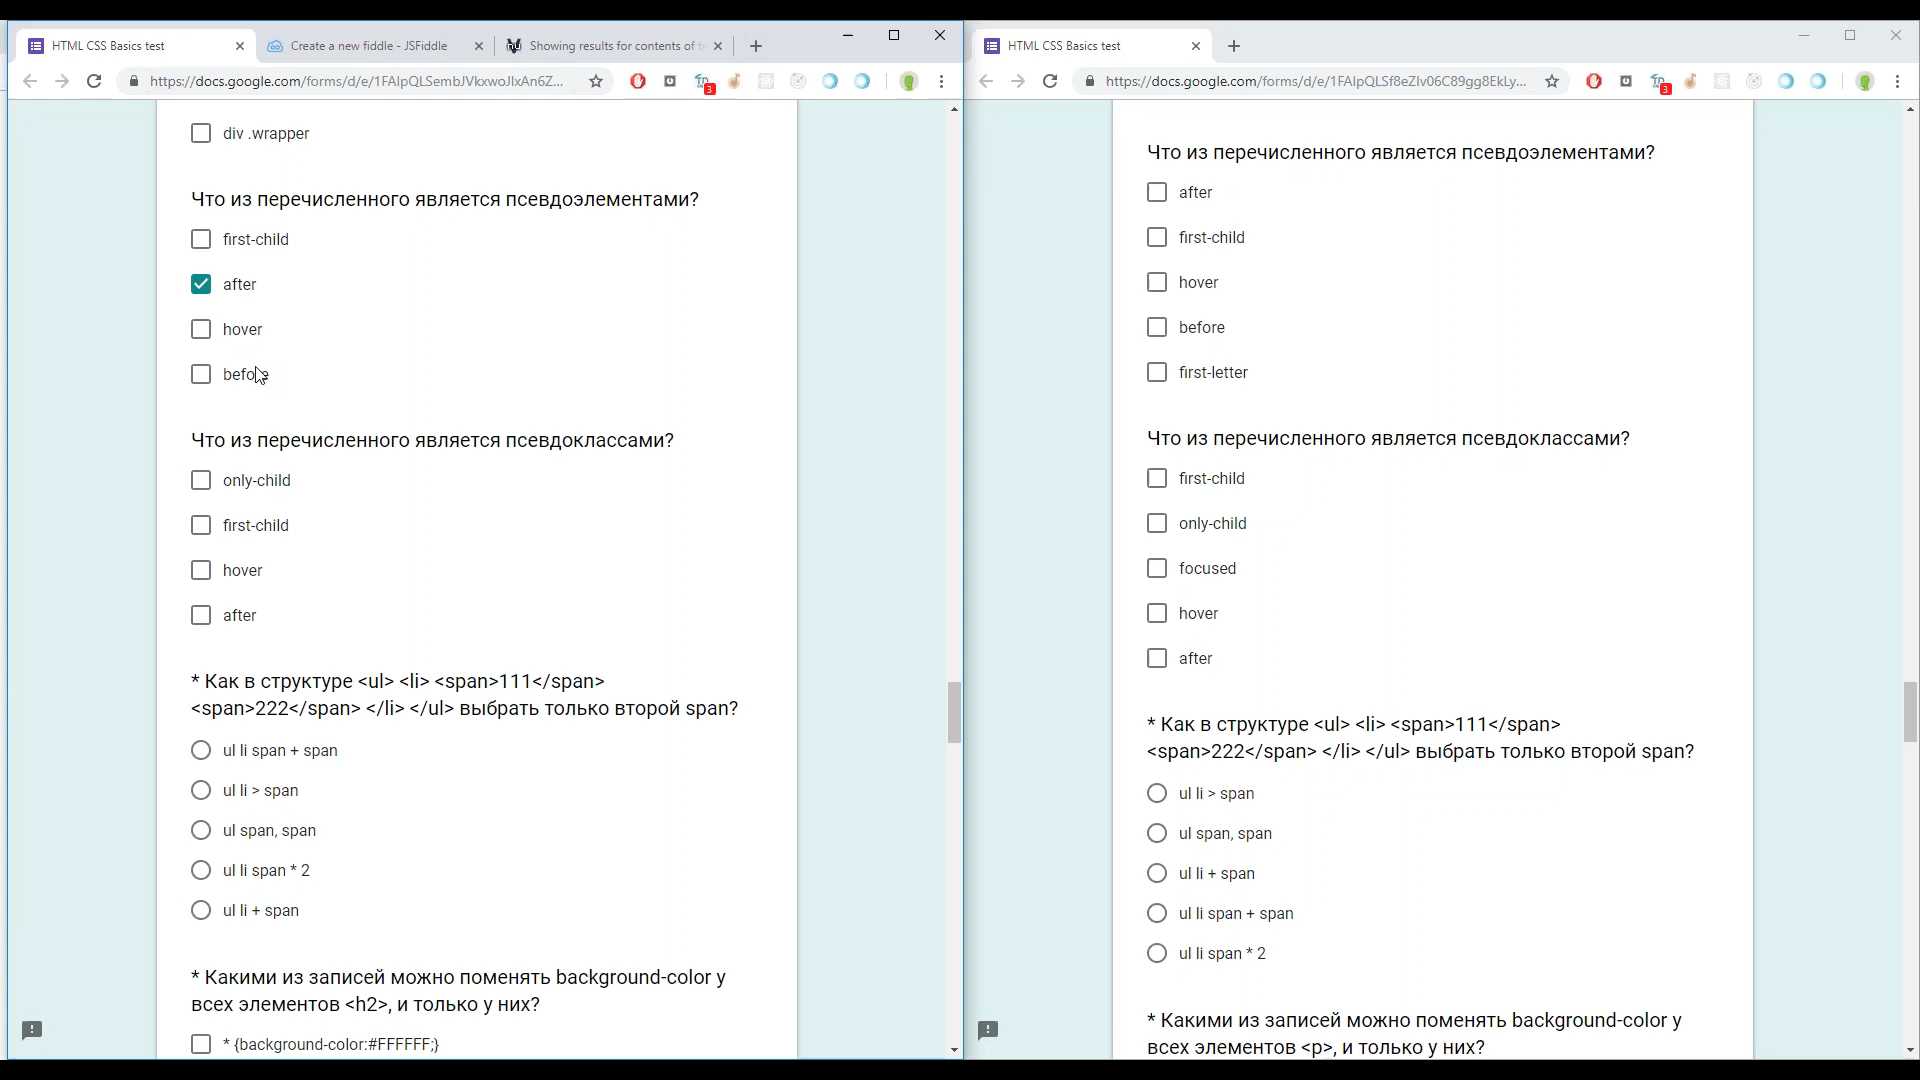 HTML CSS Basics test
Create a new fiddle - JSFiddle
Showing results for contents of
https://docs.google.com/forms/d/e/1FAIpQLSembJVkxwoJlxAn6Z...
3
div .wrapper
Что из перечисленного является псевдоэлементами?
first-child
after
hover
before
Что из перечисленного является псевдоклассами?
only-child
first-child
hover
after
* Как в структуре <ul> <li> <span>111</span>
<span>222</span> </li> </ul> выбрать только второй span?
ul li span + span
ul li > span
ul span, span
ul li span * 2
ul li + span
* Какими из записей можно поменять background-color у
всех элементов <h2>, и только у них?
* {background-color:#FFFFFF;}
HTML CSS Basics test
https://docs.google.com/forms/d/e/1FAIpQLSf8eZIv06C89gg8EkLy...
3
Что из перечисленного является псевдоэлементами?
after
first-child
hover
before
first-letter
Что из перечисленного является псевдоклассами?
first-child
only-child
focused
hover
after
* Как в структуре <ul> <li> <span>111</span>
<span>222</span> </li> </ul> выбрать только второй span?
ul li > span
ul span, span
ul li + span
ul li span + span
ul li span * 2
* Какими из записей можно поменять background-color у
всех элементов <p>, и только у них?